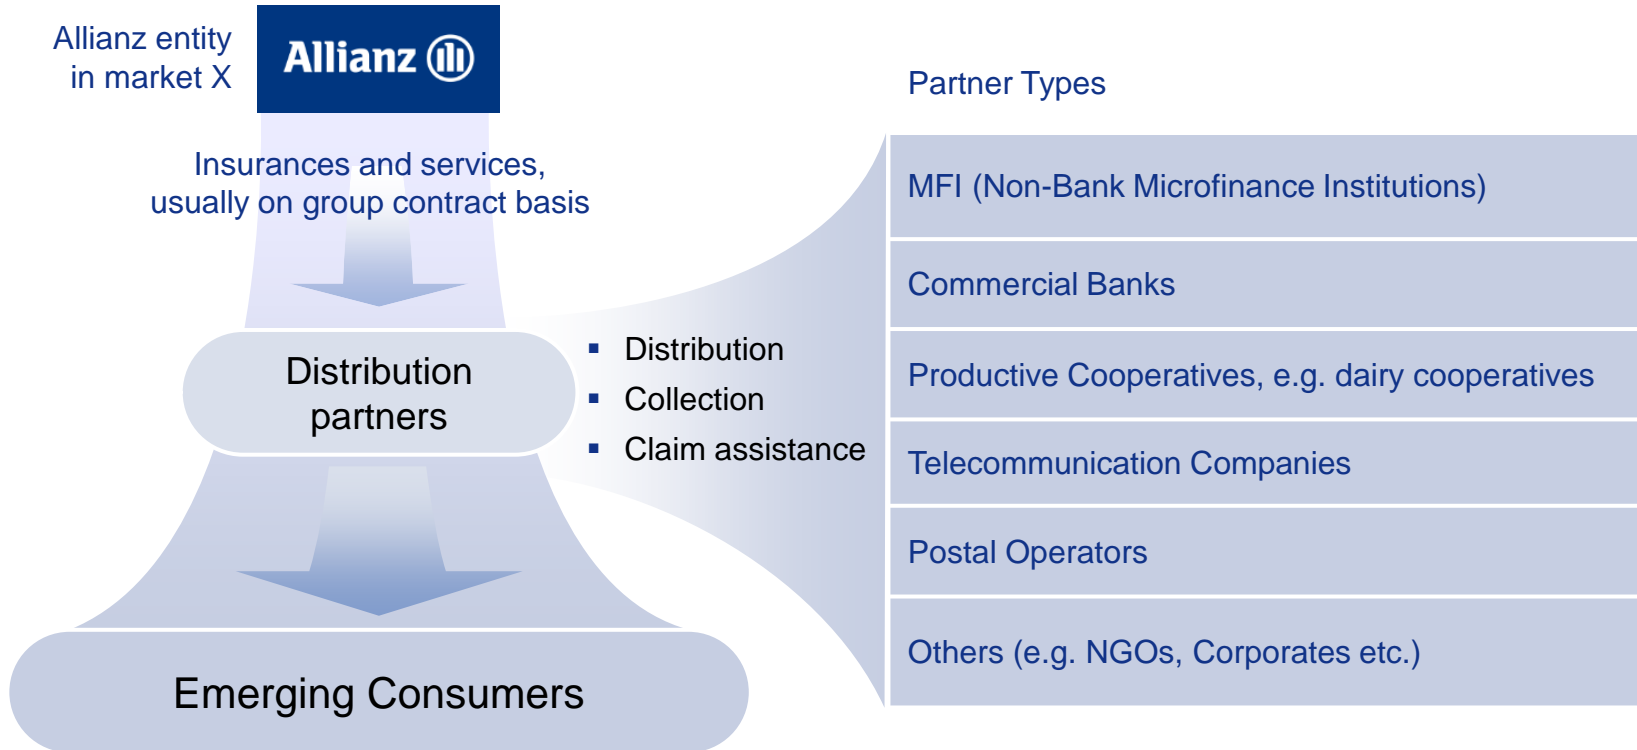 Allianz entity
in market X
Allianz
Insurances and services,
usually on group contract basis
Distribution
partners
Emerging Consumers
▪ Distribution
▪ Collection
▪ Claim assistance
Partner Types
MFI (Non-Bank Microfinance Institutions)
Commercial Banks
Productive Cooperatives, e.g. dairy cooperatives
Telecommunication Companies
Postal Operators
Others (e.g. NGOs, Corporates etc.)